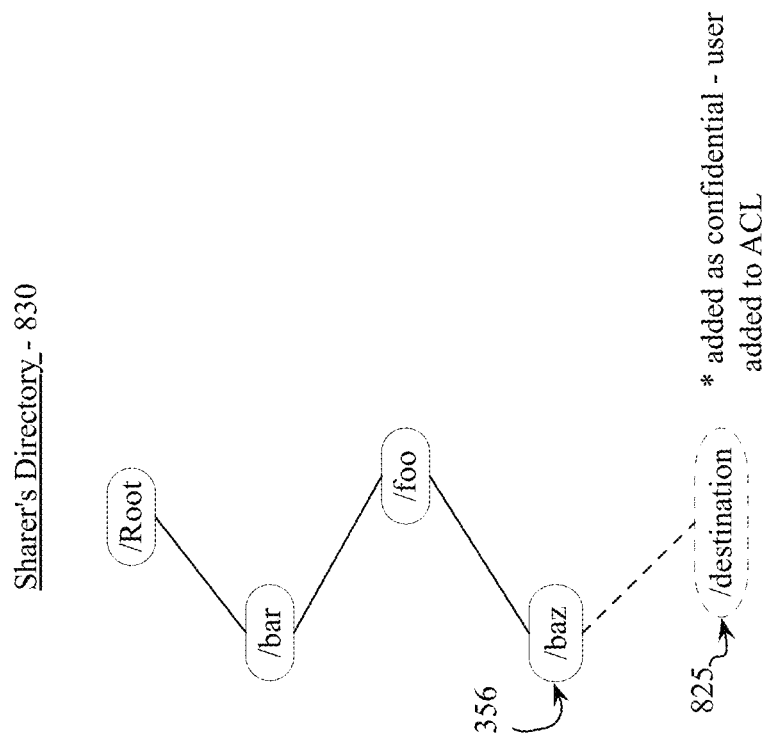 Sharer's Directory - 830
/Root
/bar
/foo
/baz
356
/destination
825
* added as confidential - user
added to ACL